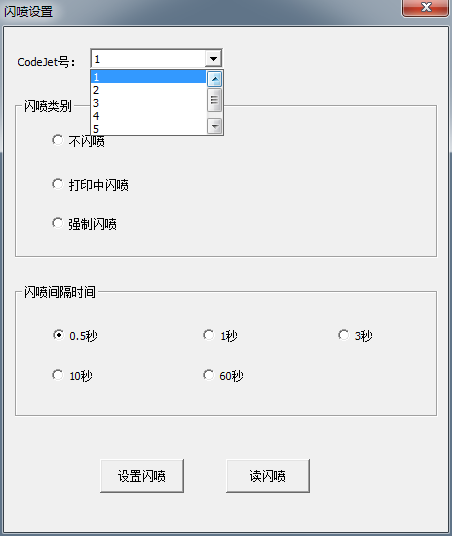 闪喷设置
CodeJet号： 1
1
2
3
4
5
闪喷类别
不闪喷
打印中闪喷
强制闪喷
闪喷间隔时间
0.5秒 1秒 3秒
10秒 60秒
设置闪喷 读闪喷